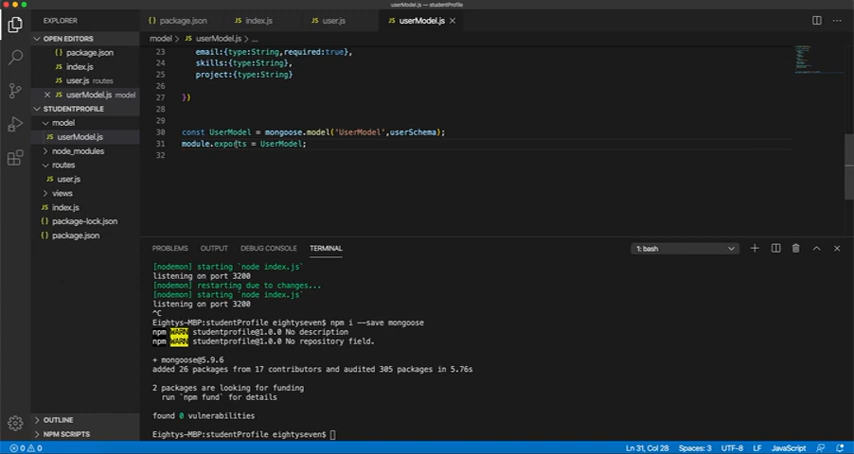 userModel.js — studentProfile
EXPLORER
{} package.json
JS index.js
JS user.js
JS userModel.js
OPEN EDITORS
{} package.json
JS index.js
JS user.js routes
JS userModel.js model
STUDENTPROFILE
model
JS userModel.js
node_modules
routes
JS user.js
views
JS index.js
{} package-lock.json
{} package.json
OUTLINE
NPM SCRIPTS
model > JS userModel.js > ...
23 email:{type:String,required:true},
24 skills:{type:String},
25 project:{type:String}
26
27 })
28
29
30 const UserModel = mongoose.model('UserModel',userSchema);
31 module.exports = UserModel;
32
PROBLEMS OUTPUT DEBUG CONSOLE TERMINAL
1: bash
[nodemon] starting `node index.js`
listening on port 3200
[nodemon] restarting due to changes...
[nodemon] starting `node index.js`
listening on port 3200
^C
Eightys-MBP:studentProfile eightyseven$ npm i --save mongoose
npm WARN studentprofile@1.0.0 No description
npm WARN studentprofile@1.0.0 No repository field.
+ mongoose@5.9.6
added 26 packages from 17 contributors and audited 305 packages in 5.76s
2 packages are looking for funding
run `npm fund` for details
found 0 vulnerabilities
Eightys-MBP:studentProfile eightyseven$
0 0
Ln 31, Col 28 Spaces: 3 UTF-8 LF JavaScript